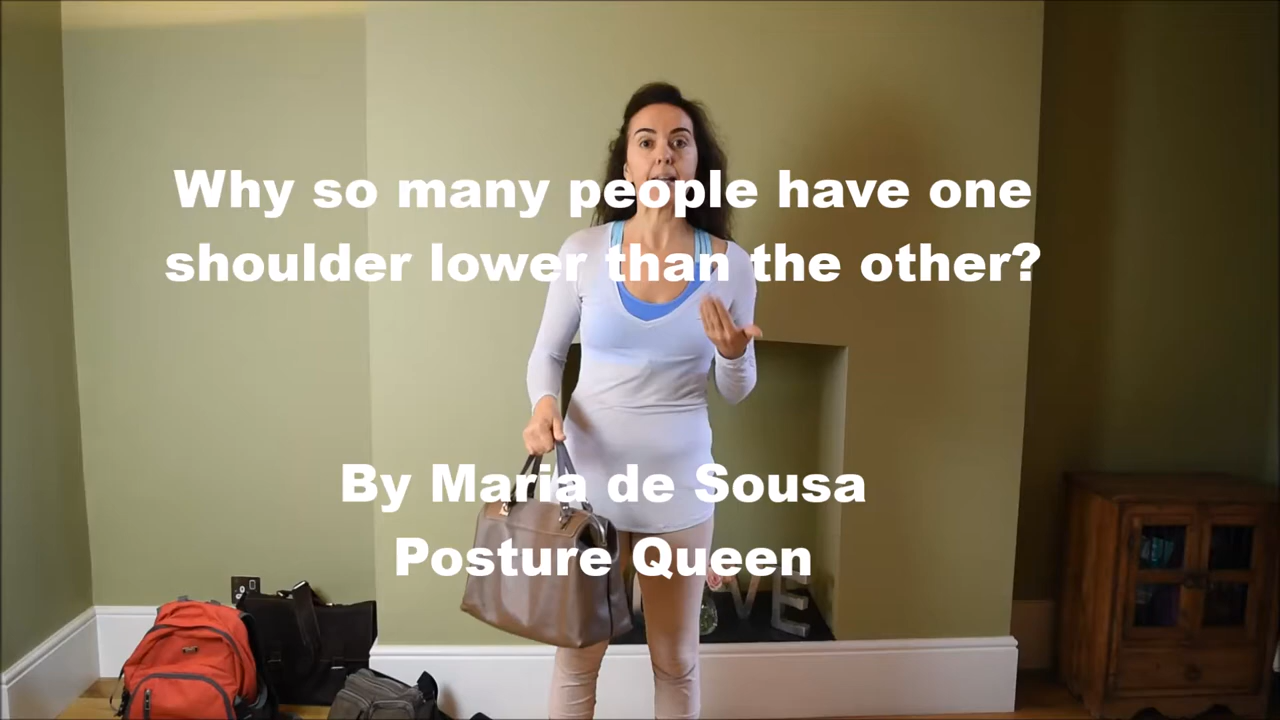 Why so many people have one
shoulder lower than the other?
By Maria de Sousa
Posture Queen